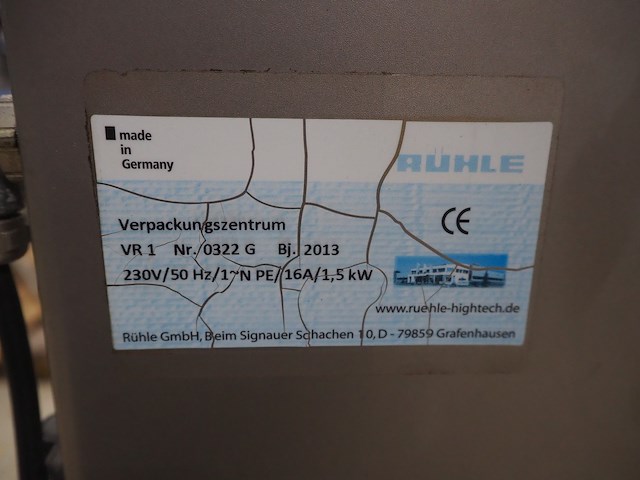 made
in
Germany
RÜHLE
Verpackungszentrum
CE
VR 1 Nr. 0322 G Bj. 2013
230V/50 Hz/1~N PE/16A/1,5 kW
www.ruehle-hightech.de
Rühle GmbH, Beim Signauer Schachen 10, D - 79859 Grafenhausen